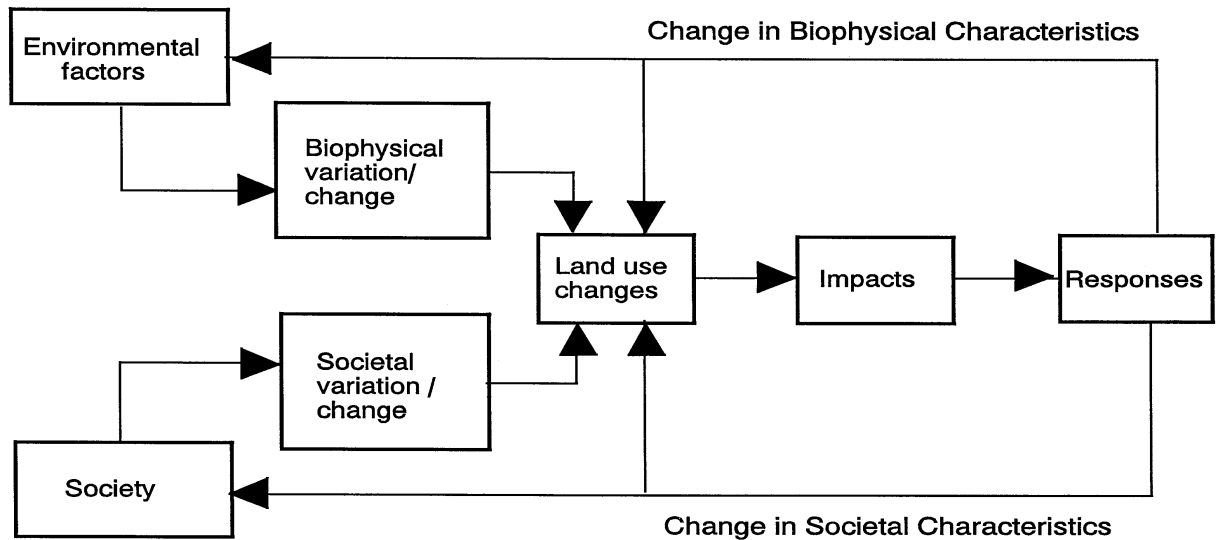 Change in Biophysical Characteristics
Environmental
factors
Biophysical
variation/
change
Land use
changes
Impacts
Responses
Societal
variation /
change
Society
Change in Societal Characteristics